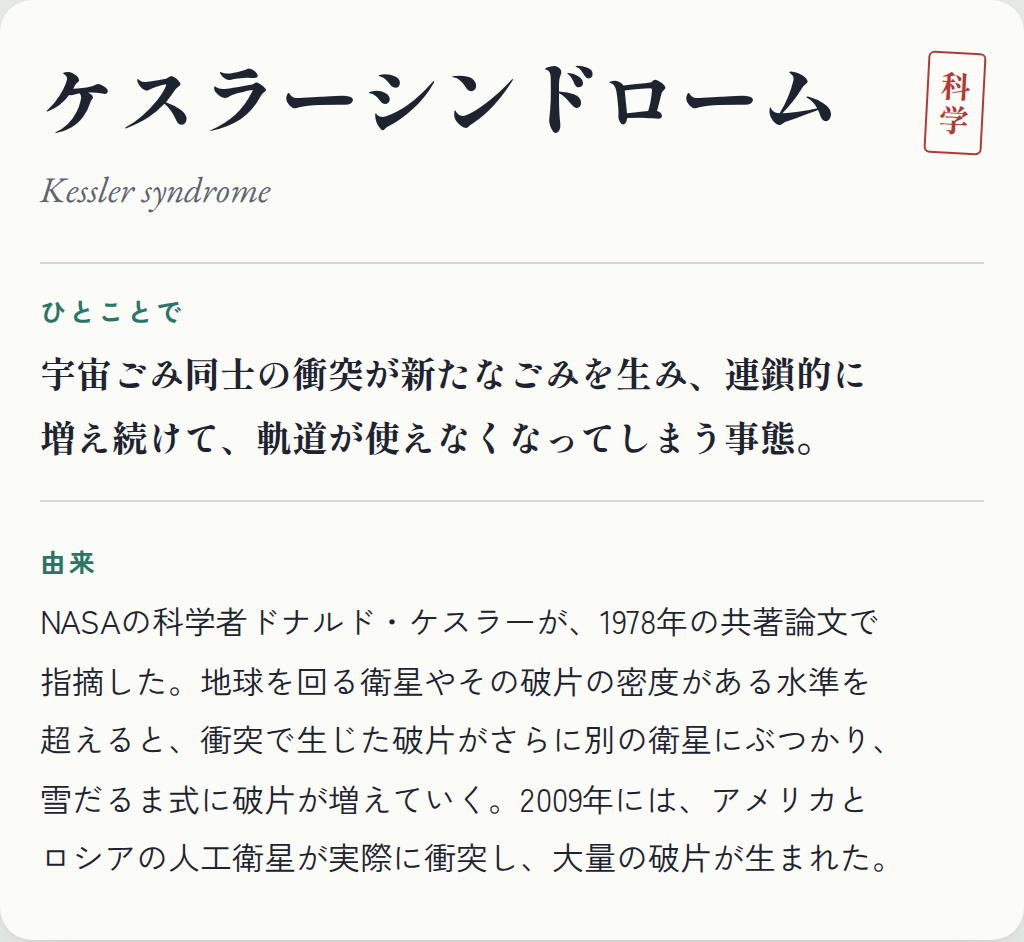 ケスラーシンドローム
科学
Kessler syndrome
ひとことで
宇宙ごみ同士の衝突が新たなごみを生み、連鎖的に
増え続けて、軌道が使えなくなってしまう事態。
由来
NASAの科学者ドナルド・ケスラーが、1978年の共著論文で
指摘した。地球を回る衛星やその破片の密度がある水準を
超えると、衝突で生じた破片がさらに別の衛星にぶつかり、
雪だるま式に破片が増えていく。2009年には、アメリカと
ロシアの人工衛星が実際に衝突し、大量の破片が生まれた。